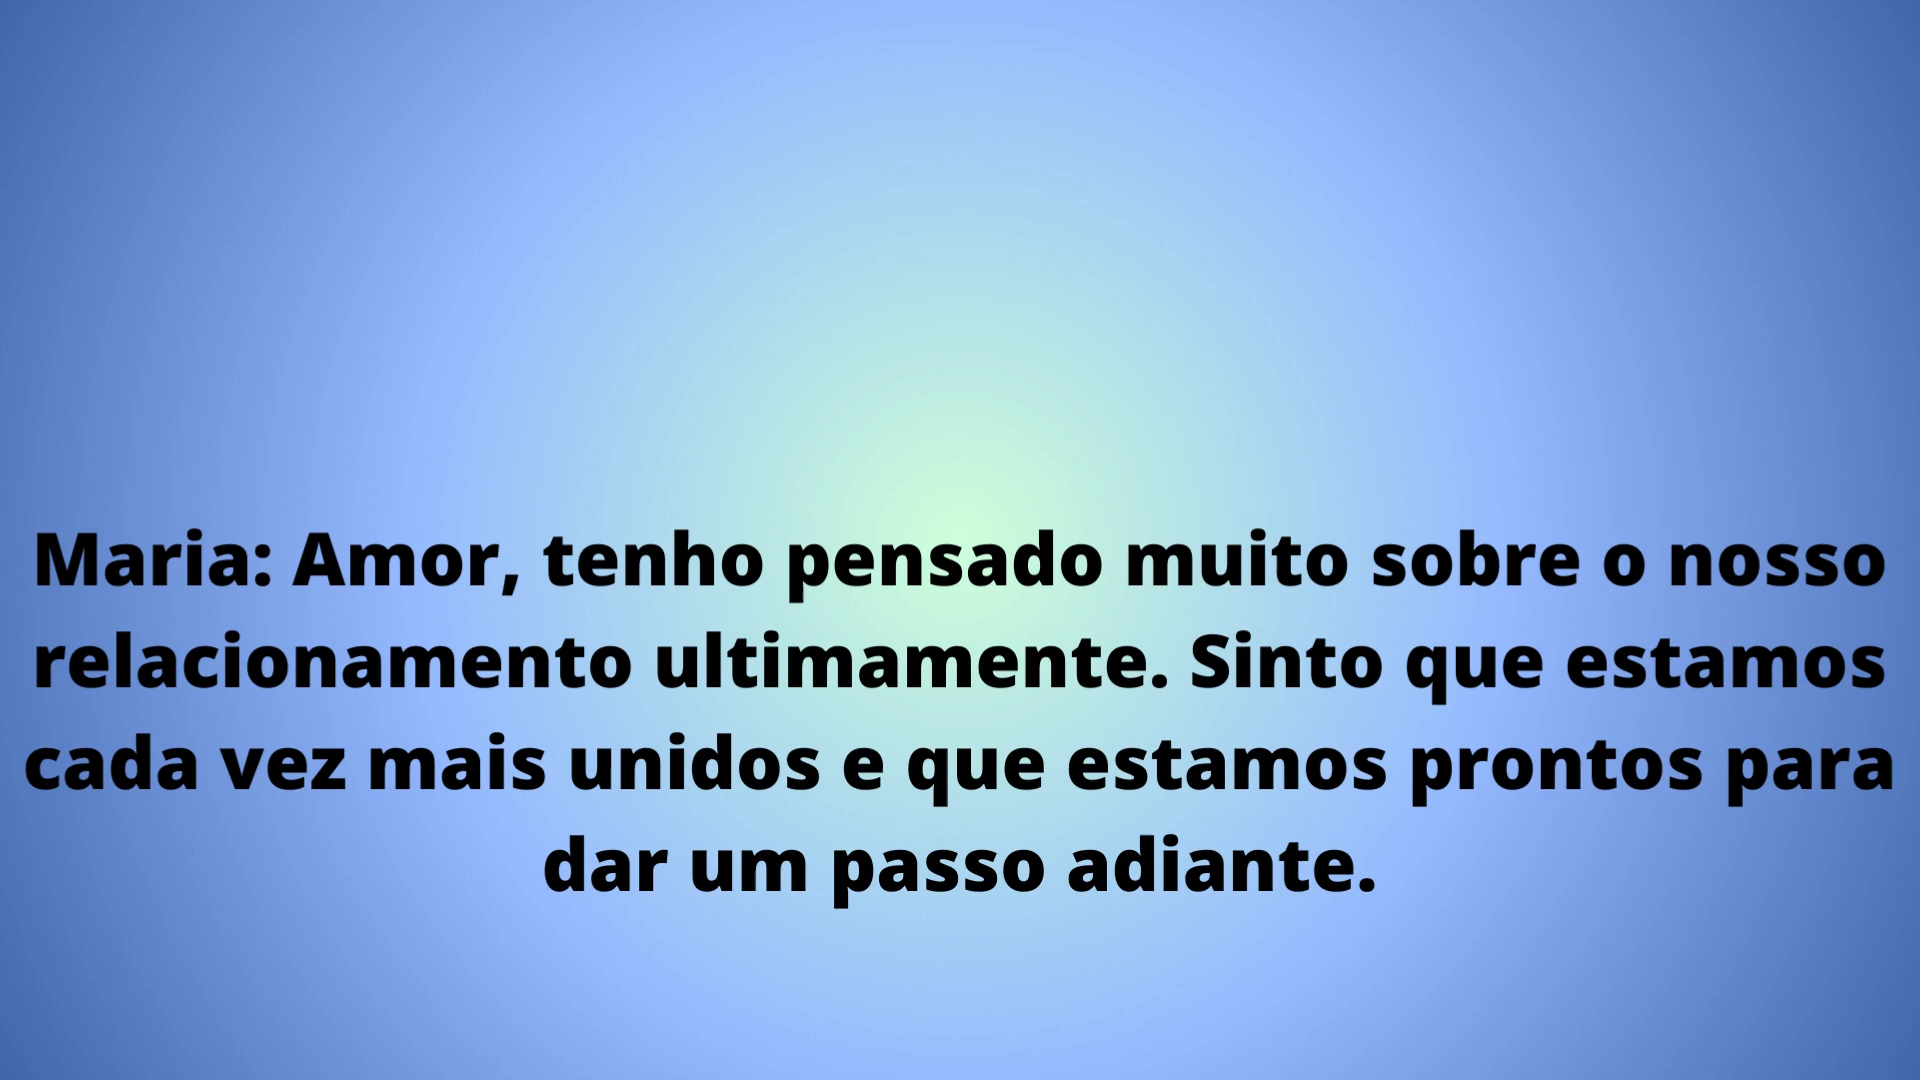 Maria: Amor, tenho pensado muito sobre o nosso
relacionamento ultimamente. Sinto que estamos
cada vez mais unidos e que estamos prontos para
dar um passo adiante.